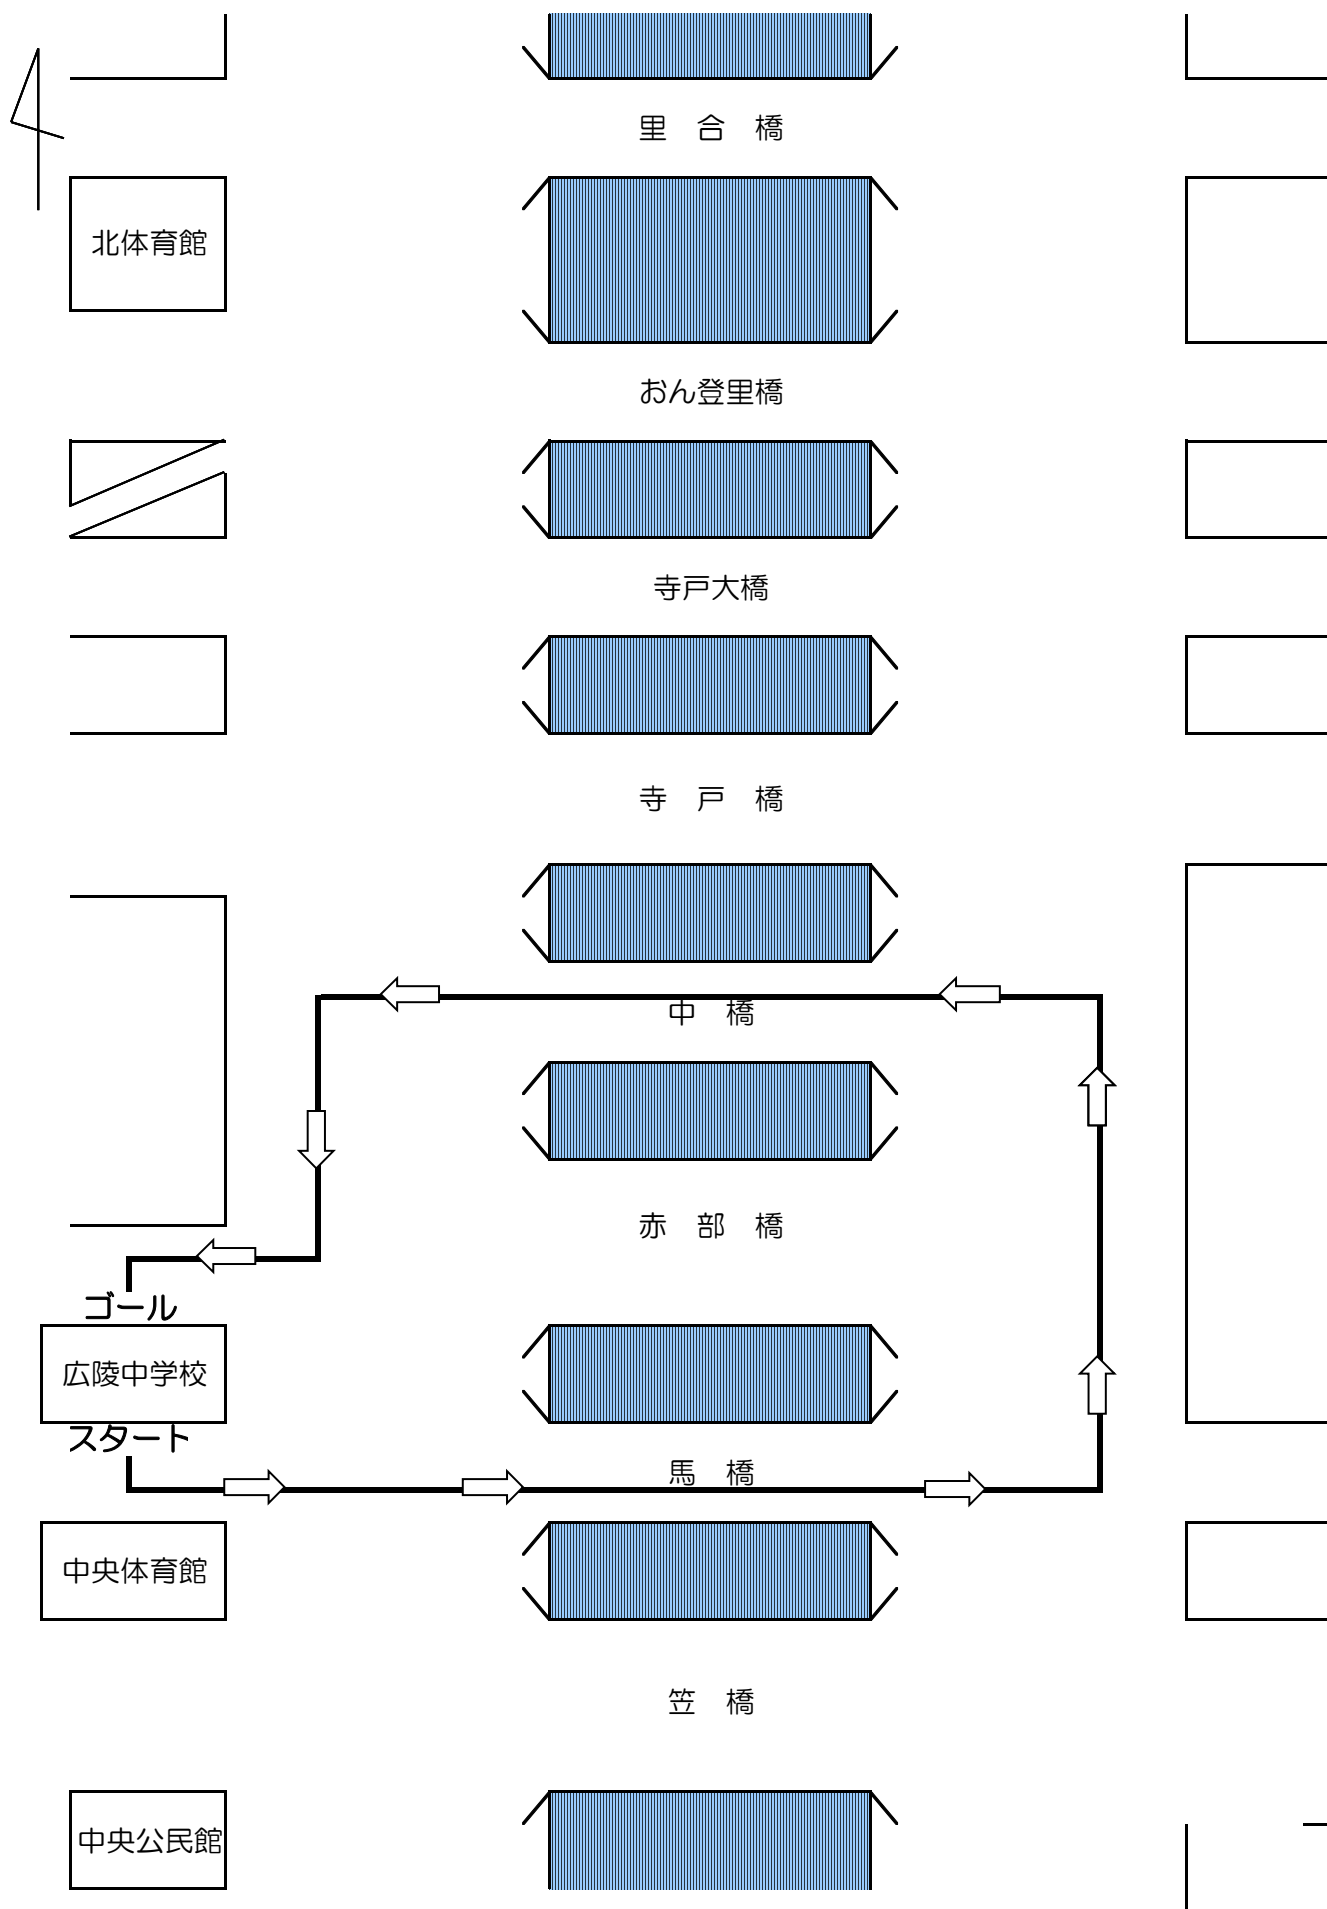 里　合　橋
北体育館
おん登里橋
寺戸大橋
寺　戸　橋
中　橋
赤　部　橋
ゴール
広陵中学校
スタート
馬　橋
中央体育館
笠　橋
中央公民館